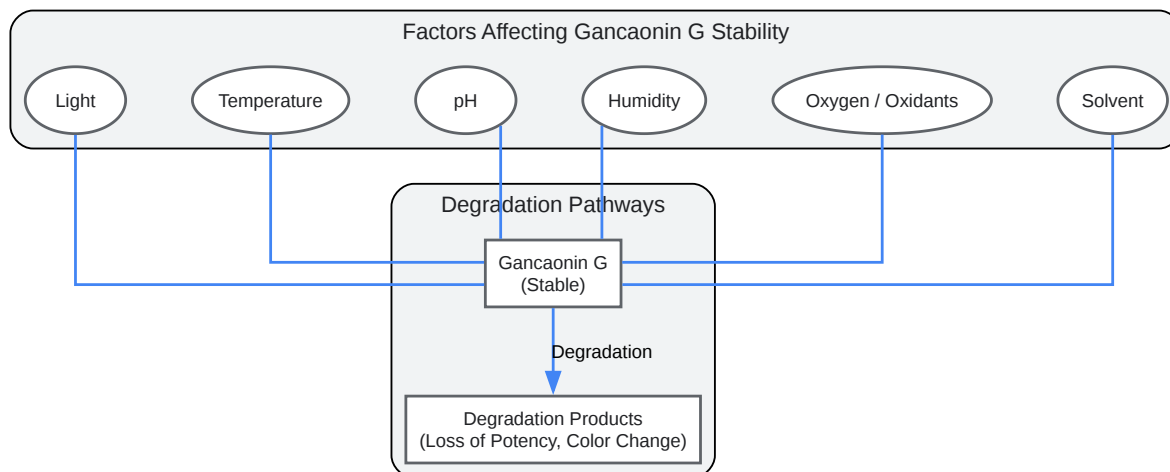 Factors Affecting Gancaonin G Stability
Light
Temperature
pH
Humidity
Oxygen / Oxidants
Solvent
Degradation Pathways
Gancaonin G
(Stable)
Degradation
Degradation Products
(Loss of Potency, Color Change)